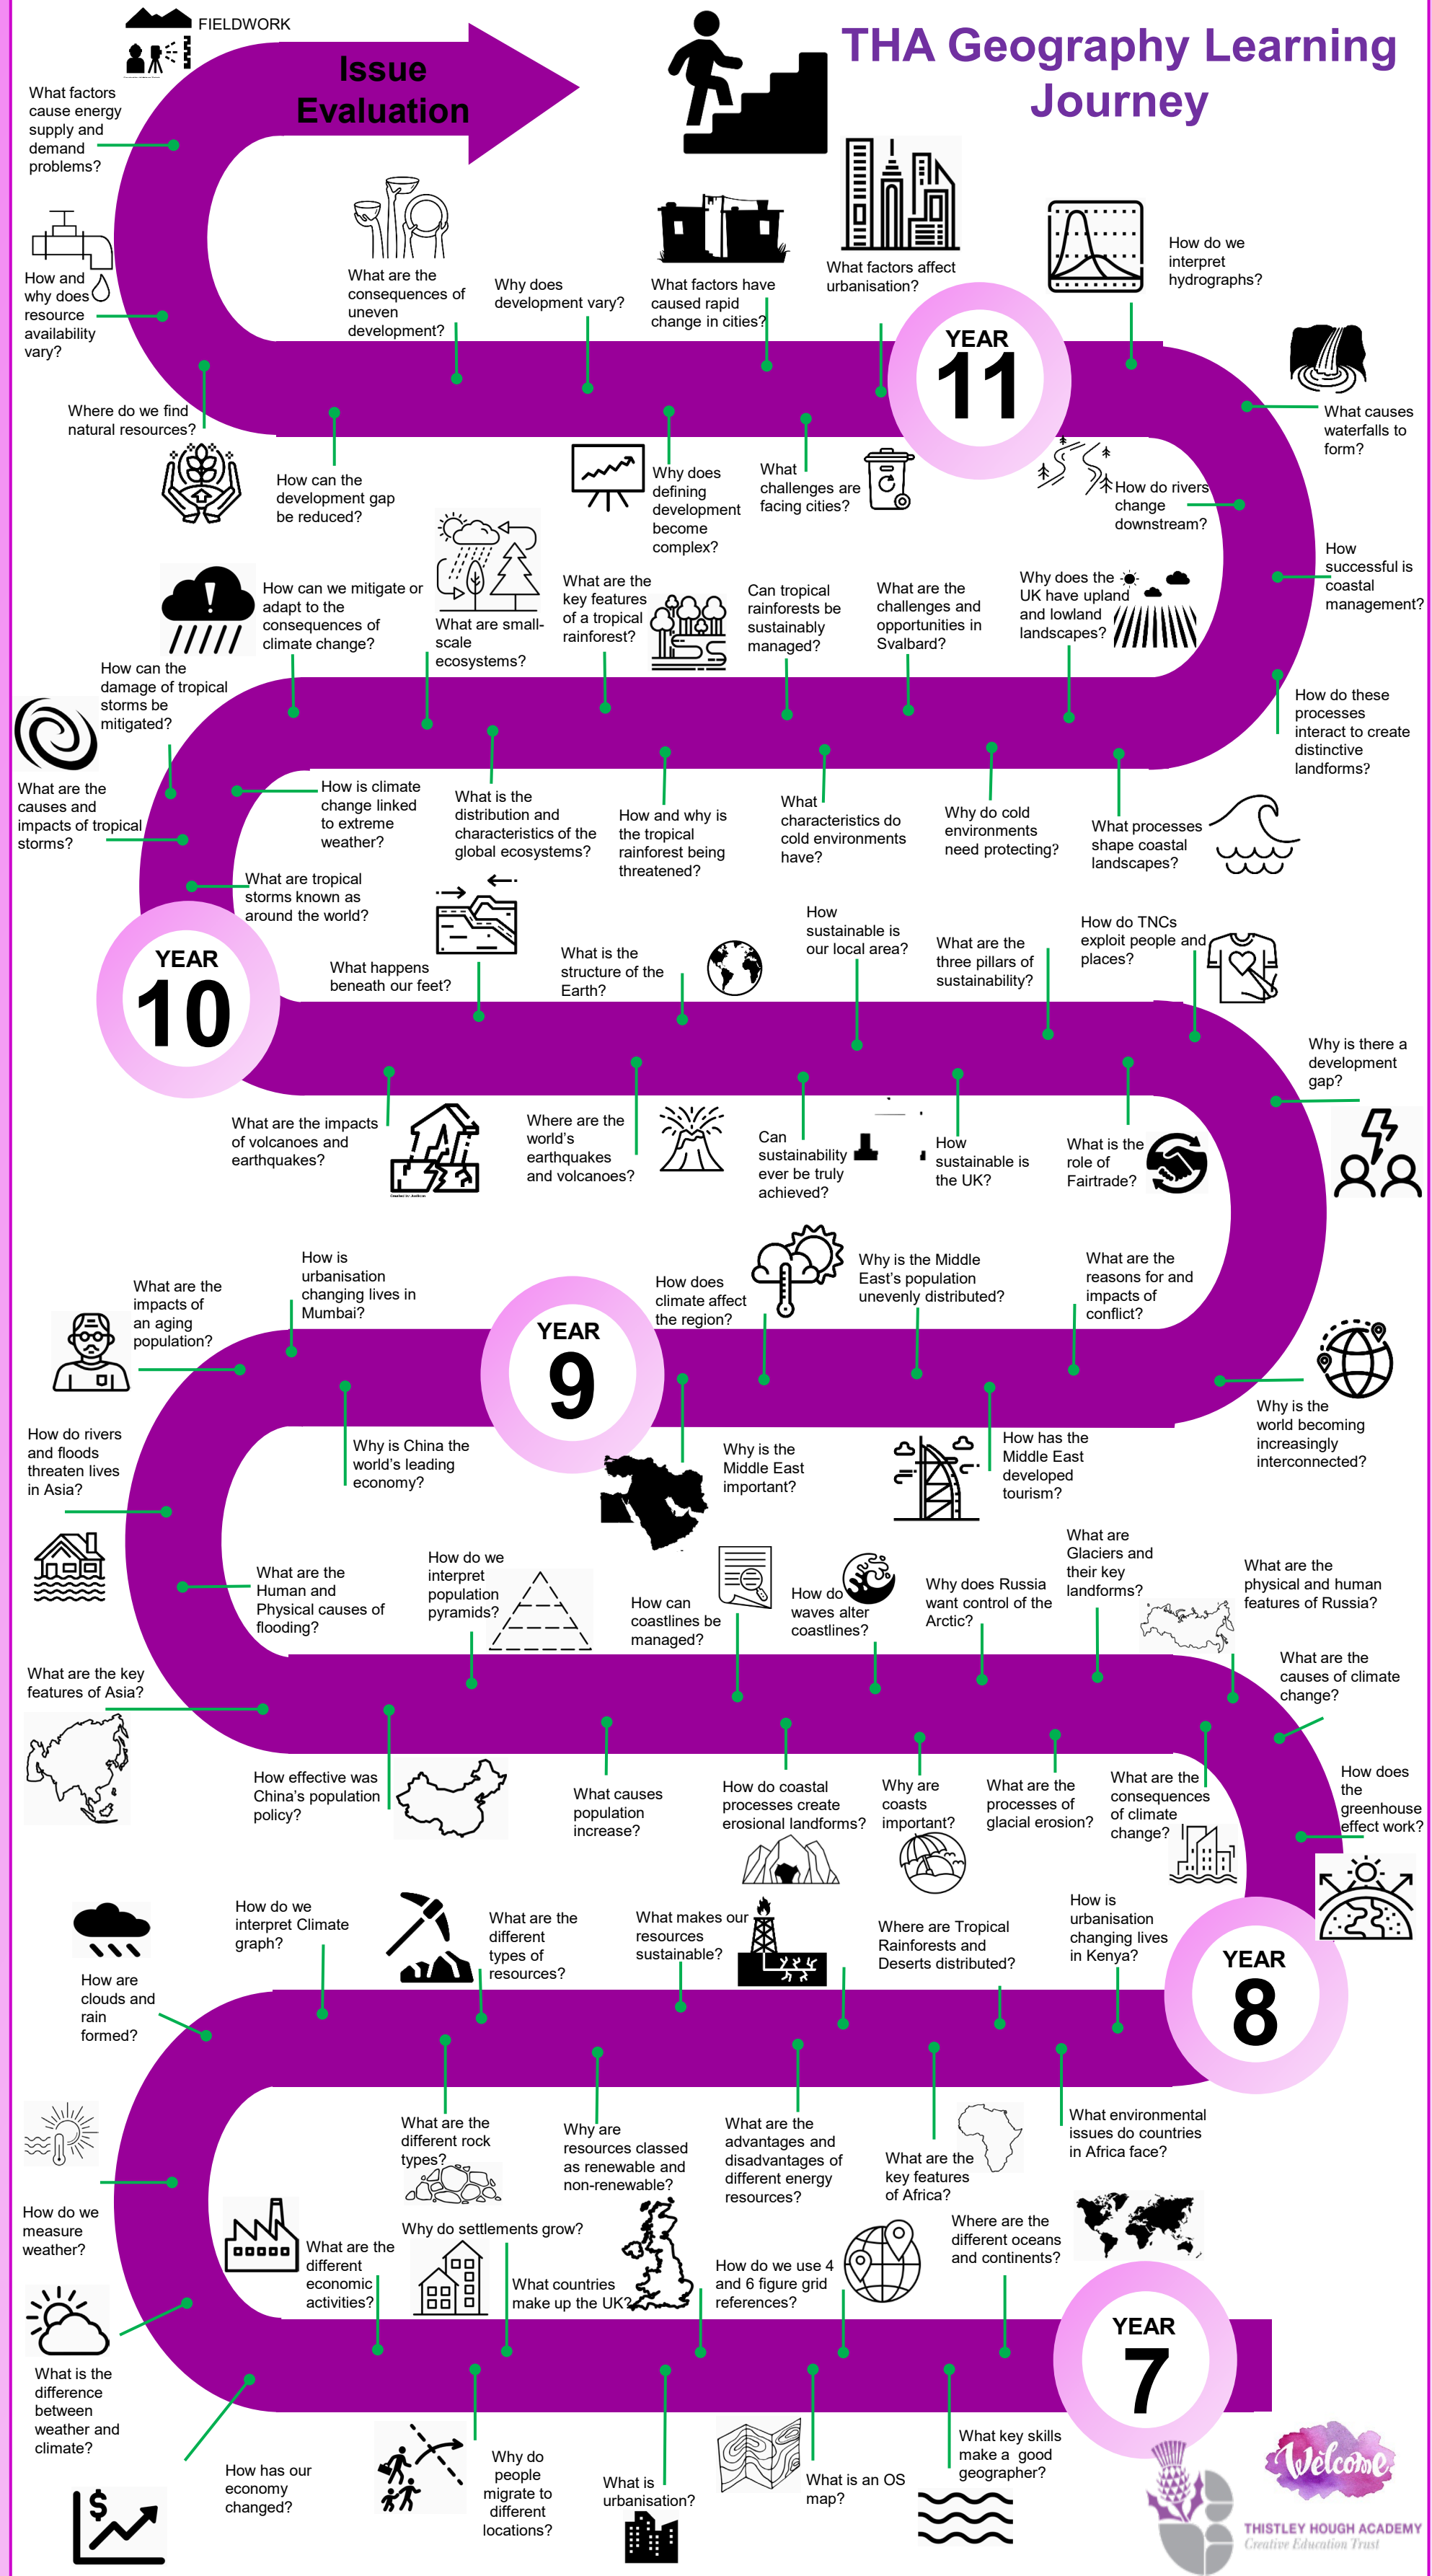 FIELDWORK
THA Geography Learning
Journey
Issue
Evaluation
What factors
cause energy
supply and
demand
problems?
How and
why does
resource
availability
vary?
Where do we find
natural resources?
What are the
consequences of
uneven
development?
Why does
development vary?
What factors have
caused rapid
change in cities?
What factors affect
urbanisation?
YEAR
11
How do we
interpret
hydrographs?
What causes
waterfalls to
form?
How can the
development gap
be reduced?
Why does
defining
development
become
complex?
What
challenges are
facing cities?
How do rivers
change
downstream?
How
successful is
coastal
management?
How do these
processes
interact to create
distinctive
landforms?
How can we mitigate or
adapt to the
consequences of
climate change?
What are small-
scale
ecosystems?
What are the
key features
of a tropical
rainforest?
Can tropical
rainforests be
sustainably
managed?
What are the
challenges and
opportunities in
Svalbard?
Why does the
UK have upland
and lowland
landscapes?
How can the
damage of tropical
storms be
mitigated?
What are the
causes and
impacts of tropical
storms?
How is climate
change linked
to extreme
weather?
What is the
distribution and
characteristics of the
global ecosystems?
How and why is
the tropical
rainforest being
threatened?
What
characteristics do
cold environments
have?
Why do cold
environments
need protecting?
What processes
shape coastal
landscapes?
What are tropical
storms known as
around the world?
YEAR
10
What happens
beneath our feet?
What is the
structure of the
Earth?
How
sustainable is
our local area?
What are the
three pillars of
sustainability?
How do TNCs
exploit people and
places?
Why is there a
development
gap?
What are the impacts
of volcanoes and
earthquakes?
Where are the
world's
earthquakes
and volcanoes?
Can
sustainability
ever be truly
achieved?
How
sustainable is
the UK?
What is the
role of
Fairtrade?
What are the
impacts of
an aging
population?
How is
urbanisation
changing lives in
Mumbai?
YEAR
9
How does
climate affect
the region?
Why is the Middle
East's population
unevenly distributed?
What are the
reasons for and
impacts of
conflict?
Why is the
world becoming
increasingly
interconnected?
How do rivers
and floods
threaten lives
in Asia?
Why is China the
world's leading
economy?
Why is the
Middle East
important?
How has the
Middle East
developed
tourism?
What are the
Human and
Physical causes of
flooding?
How do we
interpret
population
pyramids?
How can
coastlines be
managed?
How do
waves alter
coastlines?
Why does Russia
want control of the
Arctic?
What are
Glaciers and
their key
landforms?
What are the
physical and human
features of Russia?
What are the
causes of climate
change?
What are the key
features of Asia?
How effective was
China's population
policy?
What causes
population
increase?
How do coastal
processes create
erosional landforms?
Why are
coasts
important?
What are the
processes of
glacial erosion?
What are the
consequences
of climate
change?
How does
the
greenhouse
effect work?
YEAR
8
How are
clouds and
rain
formed?
How do we
interpret Climate
graph?
What are the
different
types of
resources?
What makes our
resources
sustainable?
Where are Tropical
Rainforests and
Deserts distributed?
How is
urbanisation
changing lives
in Kenya?
What are the
different rock
types?
Why are
resources classed
as renewable and
non-renewable?
What are the
advantages and
disadvantages of
different energy
resources?
What are the
key features
of Africa?
What environmental
issues do countries
in Africa face?
How do we
measure
weather?
What are the
different
economic
activities?
Why do settlements grow?
What countries
make up the UK?
How do we use 4
and 6 figure grid
references?
Where are the
different oceans
and continents?
YEAR
7
What is the
difference
between
weather and
climate?
How has our
economy
changed?
Why do
people
migrate to
different
locations?
What is
urbanisation?
What is an OS
map?
What key skills
make a good
geographer?
Welcome
THISTLEY HOUGH ACADEMY
Creative Education Trust